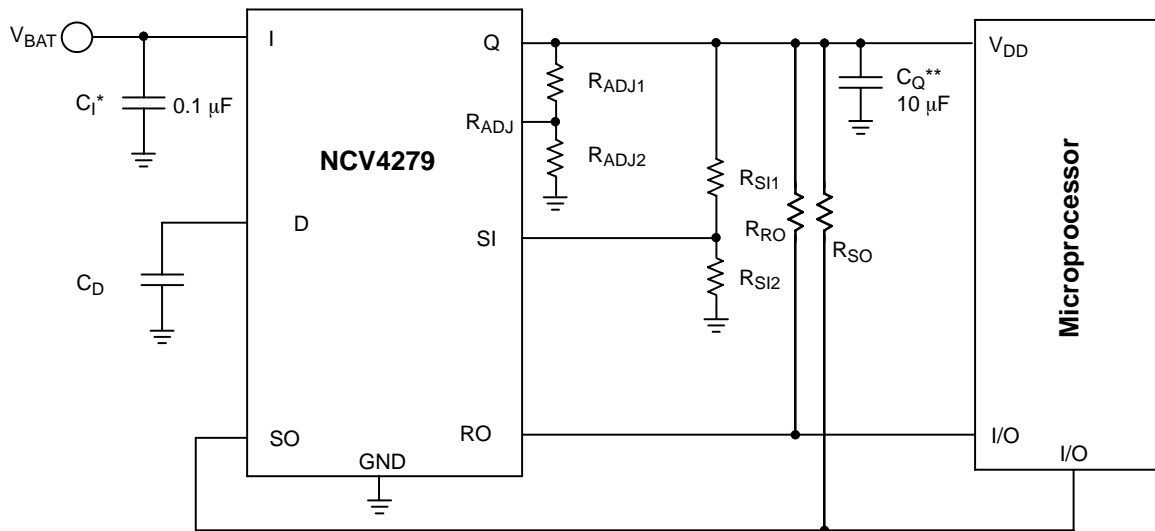 V_BAT
I
Q
V_DD
C_I*
0.1 μF
R_ADJ1
C_Q**
10 μF
R_ADJ
NCV4279
R_ADJ2
R_SI1
D
SI
R_RO
R_SO
C_D
R_SI2
Microprocessor
SO
RO
I/O
GND
I/O